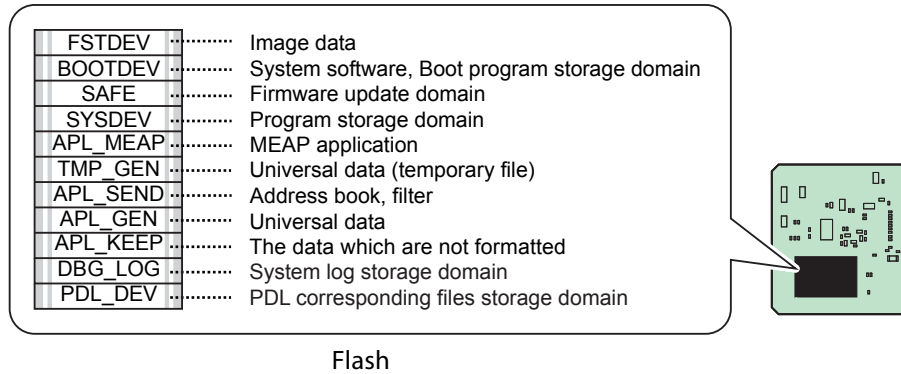 FSTDEV Image data
BOOTDEV System software, Boot program storage domain
SAFE Firmware update domain
SYSDEV Program storage domain
APL_MEAP MEAP application
TMP_GEN Universal data (temporary file)
APL_SEND Address book, filter
APL_GEN Universal data
APL_KEEP The data which are not formatted
DBG_LOG System log storage domain
PDL_DEV PDL corresponding files storage domain
Flash